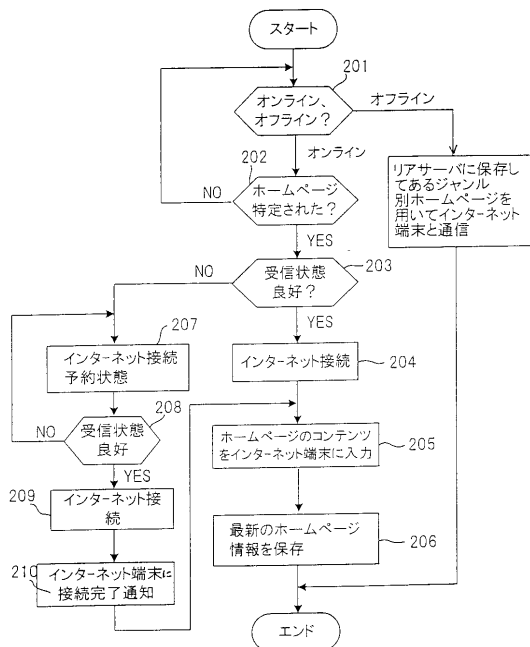 スタート
201
オンライン、
オフライン？
オフライン
オンライン
202
ホームページ
特定された？
NO
YES
リアサーバに保存し
てあるジャンル
別ホームページを
用いてインターネット
端末と通信
203
受信状態
良好？
NO
YES
207
インターネット接続
予約状態
インターネット接続
204
208
受信状態
良好
NO
YES
ホームページのコンテンツ
をインターネット端末に入力
205
209
インターネット接
続
最新のホームページ
情報を保存
206
210
インターネット端末に
接続完了通知
エンド